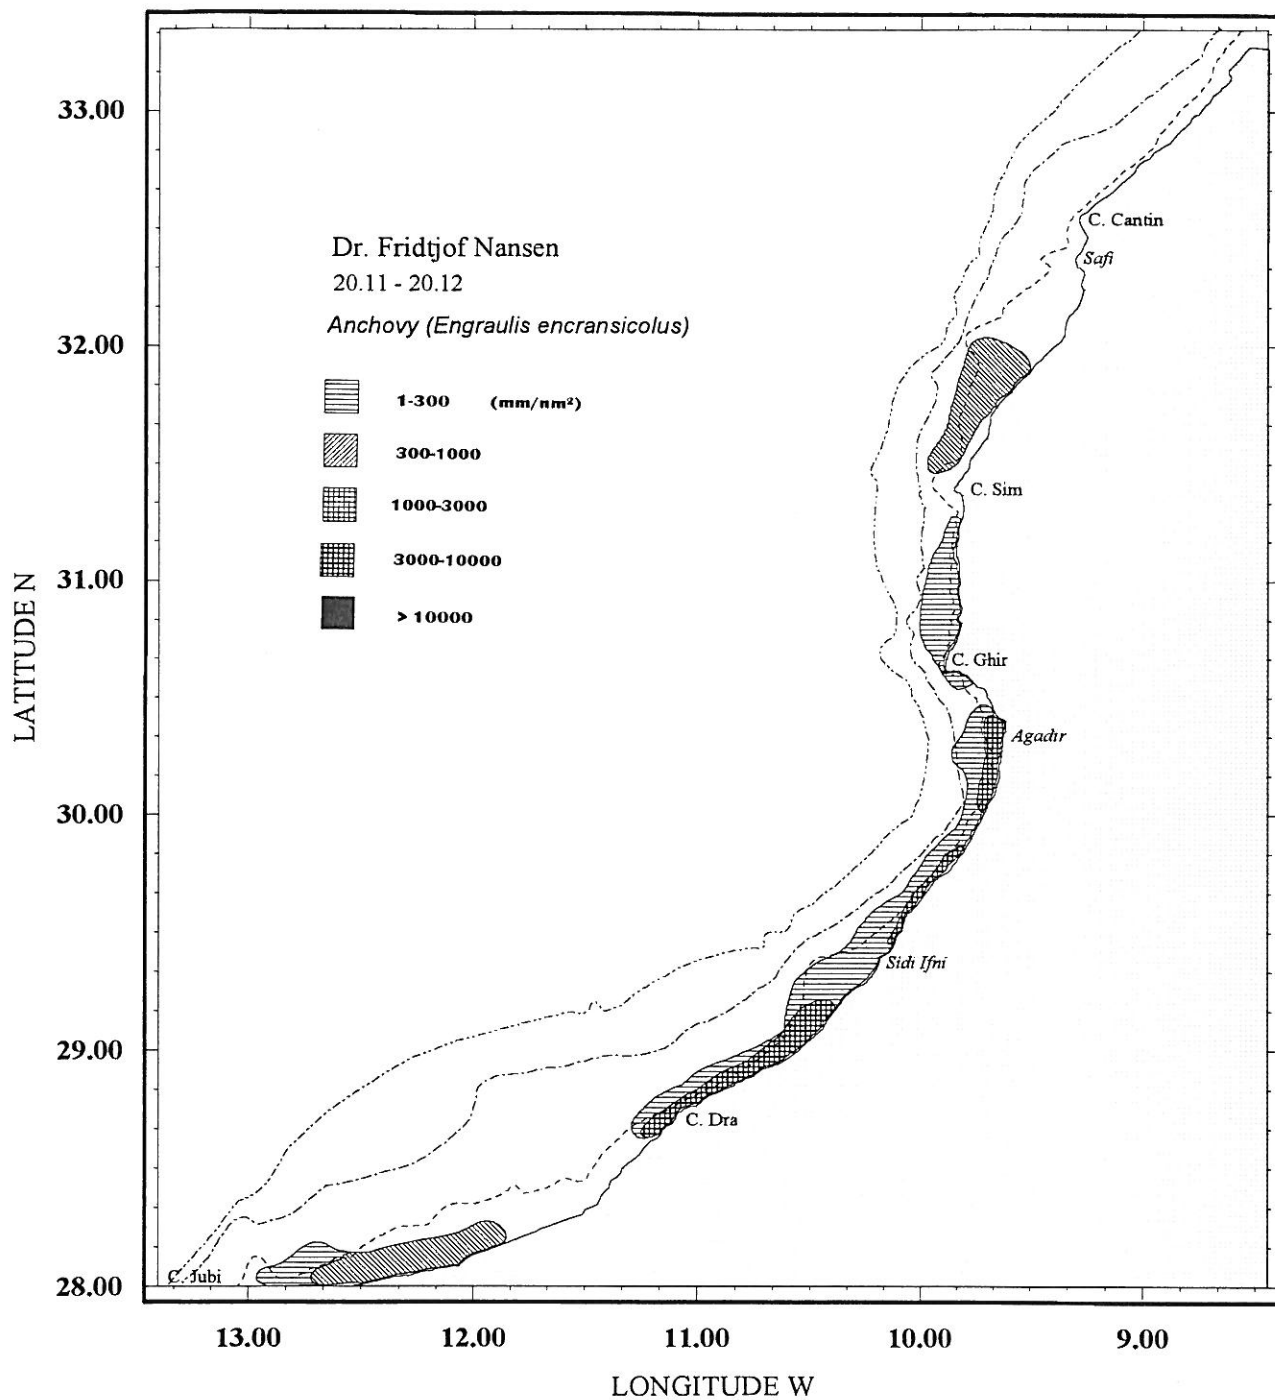 33.00
C. Cantin
Dr. Fridtjof Nansen
Safi
20.11 - 20.12
Anchovy (Engraulis encransicolus)
32.00
1-300 (mm/nm²)
300-1000
C. Sim
1000-3000
3000-10000
31.00
> 10000
C. Ghir
LATITUDE N
Agadir
30.00
Sidi Ifni
29.00
C. Dra
C. Jubi
28.00
13.00 12.00 11.00 10.00 9.00
LONGITUDE W